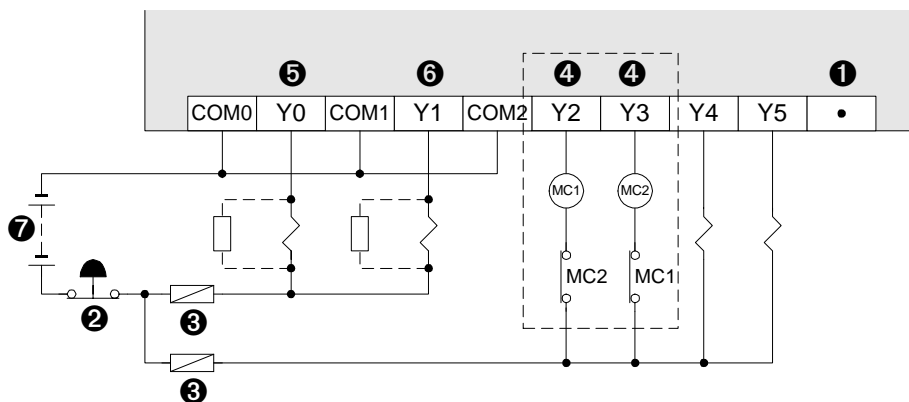 ❺ ❻ ❹ ❹ ❶
COM0 Y0 COM1 Y1 COM2 Y2 Y3 Y4 Y5 •
MC1 MC2
❼
MC2 MC1
❷ ❸
❸